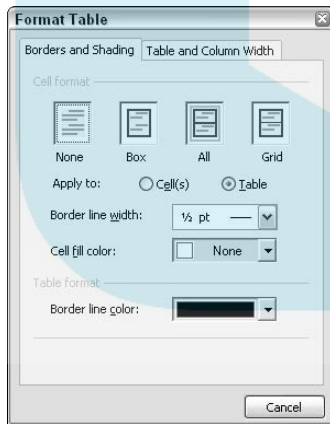 Format Table
Borders and Shading Table and Column Width
Cell format
None Box All Grid
Apply to: Cell(s) Table
Border line width: ½ pt
Cell fill color: None
Table format
Border line color:
Cancel